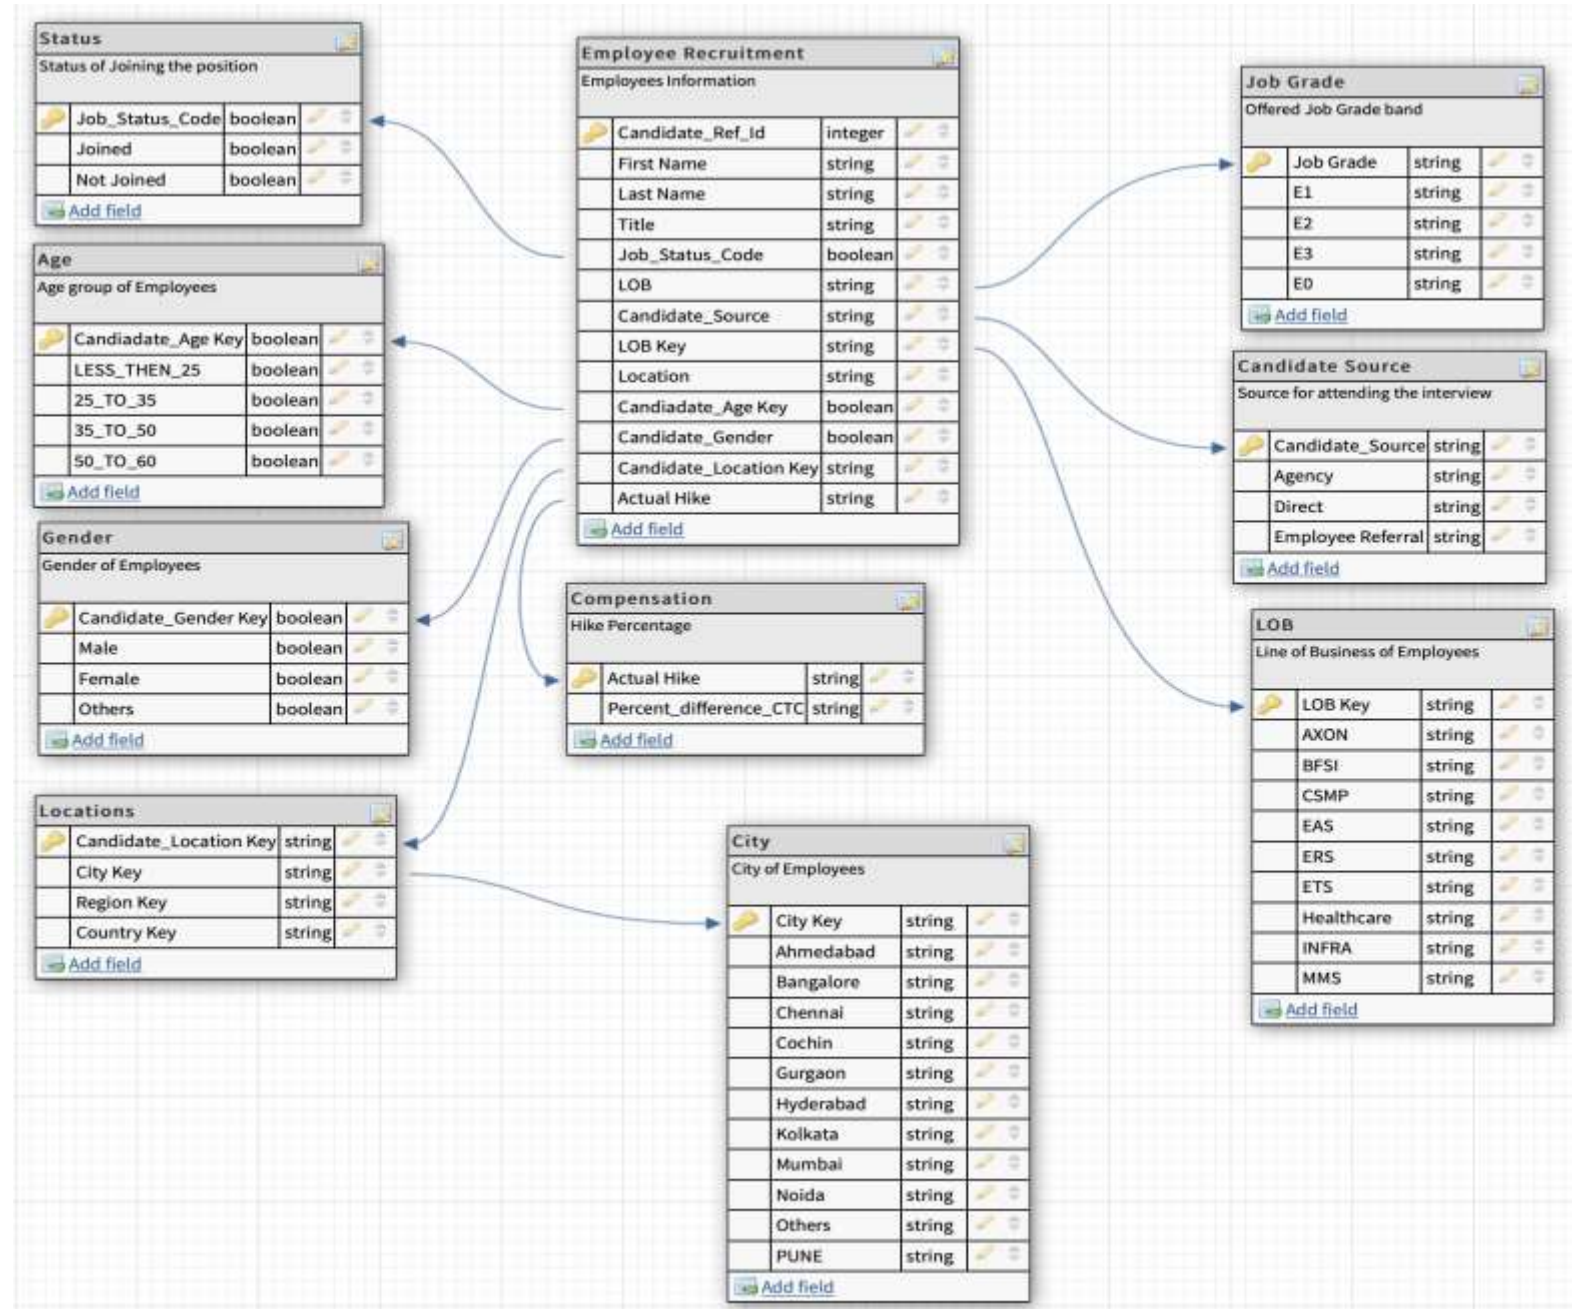 Status
Status of Joining the position
Job_Status_Code boolean
Joined boolean
Not Joined boolean
Add field
Age
Age group of Employees
Candiadate_Age Key boolean
LESS_THEN_25 boolean
25_TO_35 boolean
35_TO_50 boolean
50_TO_60 boolean
Add field
Gender
Gender of Employees
Candidate_Gender Key boolean
Male boolean
Female boolean
Others boolean
Add field
Locations
Candidate_Location Key string
City Key string
Region Key string
Country Key string
Add field
Employee Recruitment
Employees Information
Candidate_Ref_Id integer
First Name string
Last Name string
Title string
Job_Status_Code boolean
LOB string
Candidate_Source string
LOB Key string
Location string
Candiadate_Age Key boolean
Candidate_Gender boolean
Candidate_Location Key string
Actual Hike string
Add field
Compensation
Hike Percentage
Actual Hike string
Percent_difference_CTC string
Add field
City
City of Employees
City Key string
Ahmedabad string
Bangalore string
Chennai string
Cochin string
Gurgaon string
Hyderabad string
Kolkata string
Mumbai string
Noida string
Others string
PUNE string
Add field
Job Grade
Offered Job Grade band
Job Grade string
E1 string
E2 string
E3 string
E0 string
Add field
Candidate Source
Source for attending the interview
Candidate_Source string
Agency string
Direct string
Employee Referral string
Add field
LOB
Line of Business of Employees
LOB Key string
AXON string
BFSI string
CSMP string
EAS string
ERS string
ETS string
Healthcare string
INFRA string
MMS string
Add field